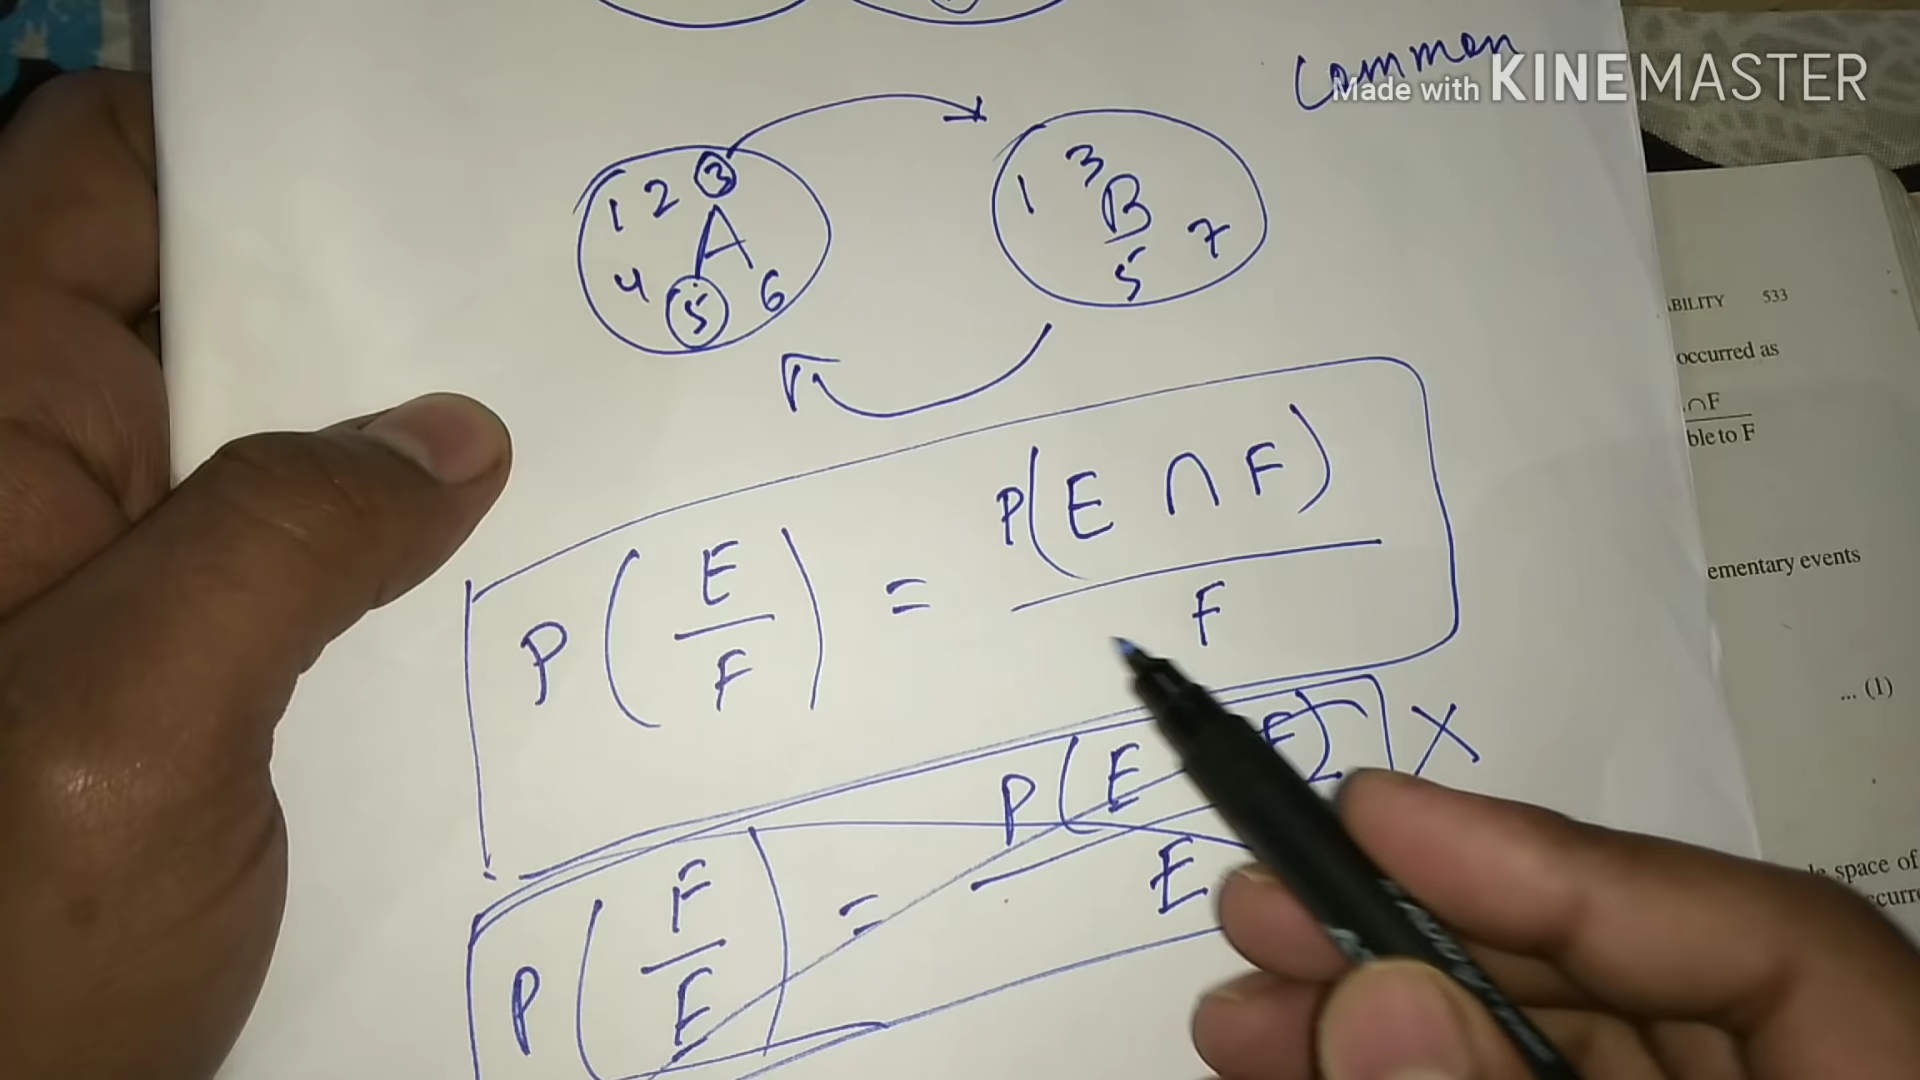 Common
Made with KINEMASTER
1 2 3
A
4 5 6
1 3
B
5 7
BILITY 533
occurred as
∩F
ble to F
P(E/F) = P(E ∩ F)/F
ementary events
... (1)
X
P(F/E) = P(E F)/E
space of
occurre